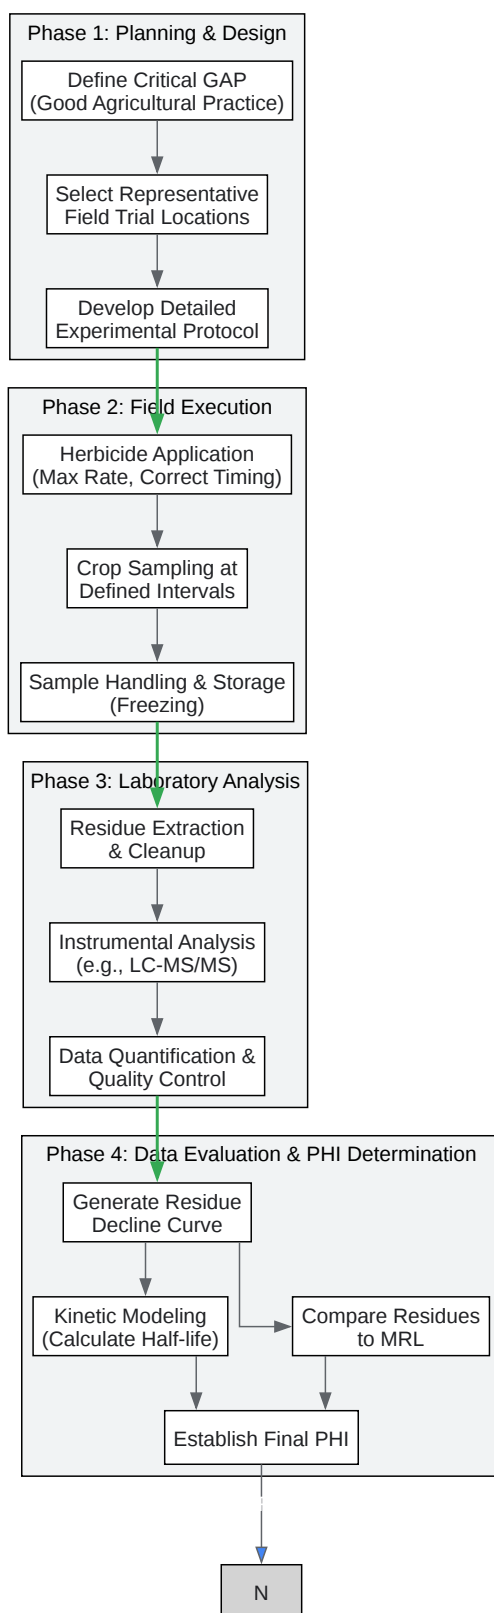 Phase 1: Planning & Design
Define Critical GAP
(Good Agricultural Practice)
Select Representative
Field Trial Locations
Develop Detailed
Experimental Protocol
Phase 2: Field Execution
Herbicide Application
(Max Rate, Correct Timing)
Crop Sampling at
Defined Intervals
Sample Handling & Storage
(Freezing)
Phase 3: Laboratory Analysis
Residue Extraction
& Cleanup
Instrumental Analysis
(e.g., LC-MS/MS)
Data Quantification &
Quality Control
Phase 4: Data Evaluation & PHI Determination
Generate Residue
Decline Curve
Kinetic Modeling
(Calculate Half-life)
Compare Residues
to MRL
Establish Final PHI
N